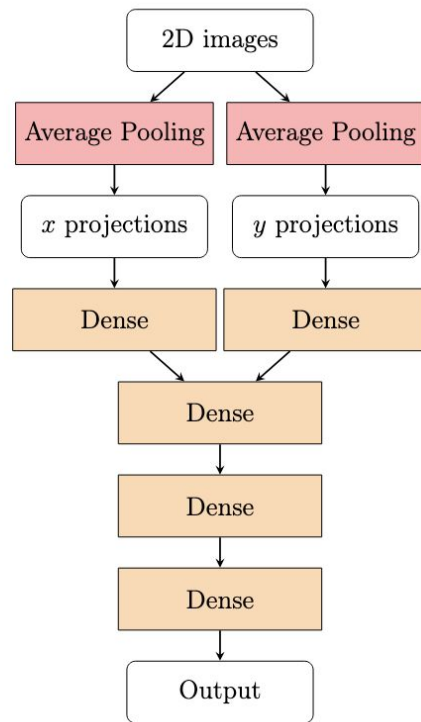 2D images
Average Pooling
Average Pooling
x projections
y projections
Dense
Dense
Dense
Dense
Dense
Output